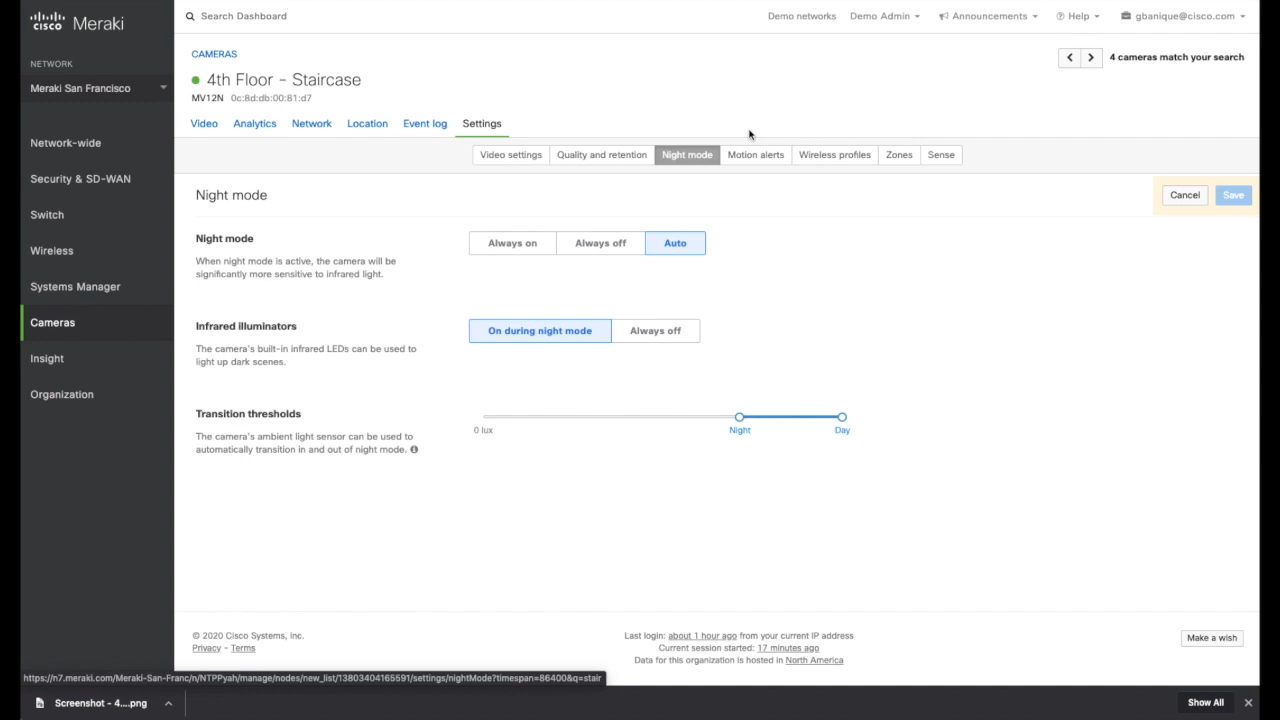 cisco Meraki
Search Dashboard
Demo networks
Demo Admin
Announcements
Help
gbanique@cisco.com
NETWORK
Meraki San Francisco
Network-wide
Security & SD-WAN
Switch
Wireless
Systems Manager
Cameras
Insight
Organization
CAMERAS
4 cameras match your search
4th Floor - Staircase
MV12N 0c:8d:db:00:81:d7
Video Analytics Network Location Event log Settings
Video settings Quality and retention Night mode Motion alerts Wireless profiles Zones Sense
Night mode
Cancel Save
Night mode
Always on Always off Auto
When night mode is active, the camera will be
significantly more sensitive to infrared light.
Infrared illuminators
On during night mode Always off
The camera's built-in infrared LEDs can be used to
light up dark scenes.
Transition thresholds
0 lux Night Day
The camera's ambient light sensor can be used to
automatically transition in and out of night mode.
© 2020 Cisco Systems, Inc.
Privacy - Terms
Last login: about 1 hour ago from your current IP address
Current session started: 17 minutes ago
Data for this organization is hosted in North America
Make a wish
https://n7.meraki.com/Meraki-San-Franc/n/NTPPyah/manage/nodes/new_list/13803404165591/settings/nightMode?timespan=86400&q=stair
Screenshot - 4....png
Show All